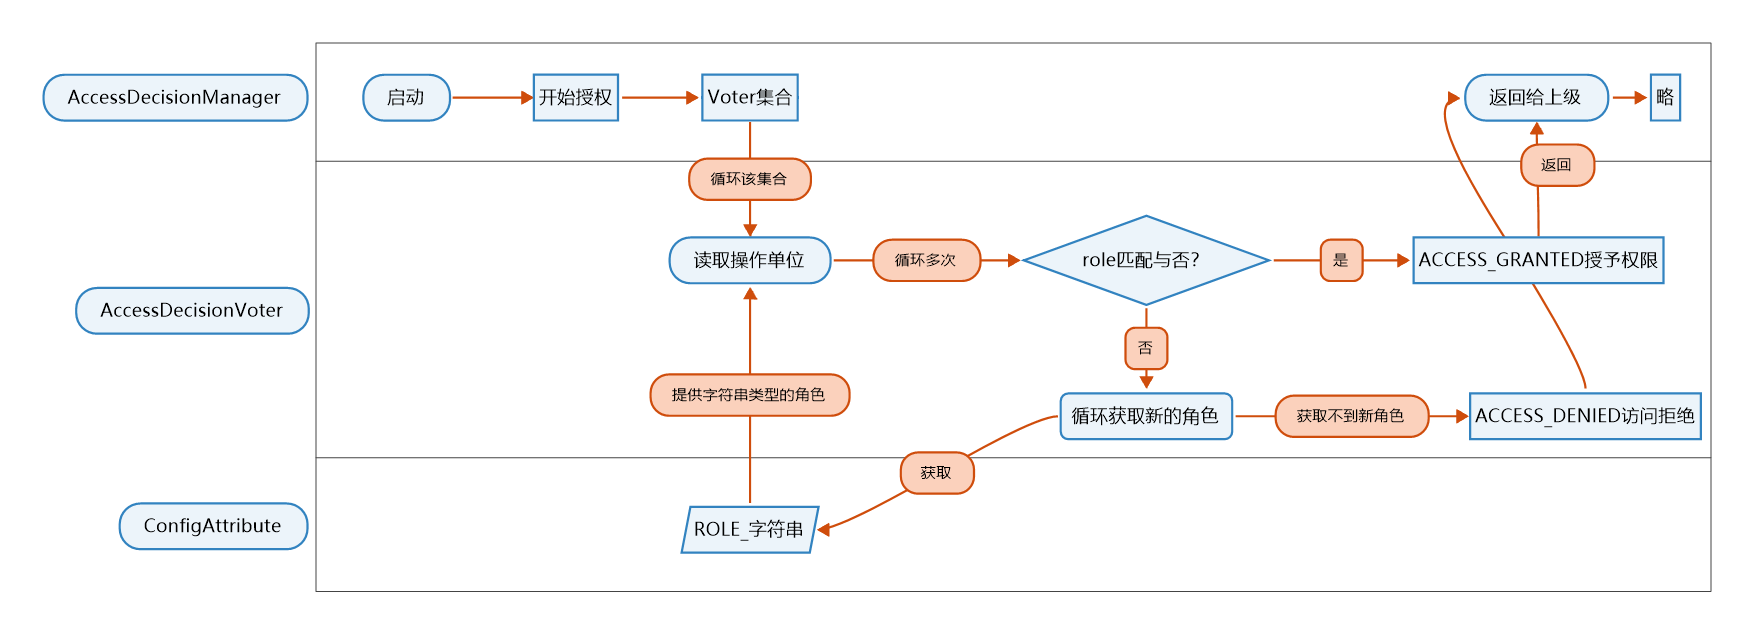 AccessDecisionManager
启动
开始授权
Voter集合
返回给上级
略
循环该集合
返回
AccessDecisionVoter
读取操作单位
循环多次
role匹配与否?
是
ACCESS_GRANTED授予权限
否
提供字符串类型的角色
循环获取新的角色
获取不到新角色
ACCESS_DENIED访问拒绝
获取
ConfigAttribute
ROLE_字符串